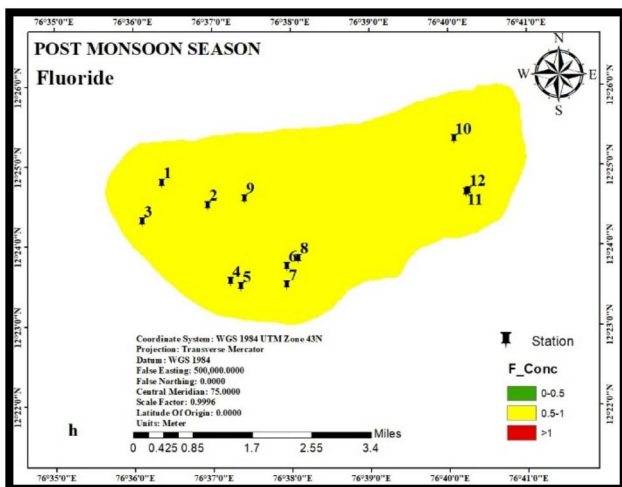 76°35'0"E 76°36'0"E 76°37'0"E 76°38'0"E 76°40'0"E 76°41'0"E
POST MONSOON SEASON
Fluoride
N
W E
S
12°26'0"N 12°26'0"N
10
12°25'0"N 12°25'0"N
1
12
2 9
11
3
12°24'0"N 12°24'0"N
8
6
4 5 7
12°23'0"N 12°23'0"N
Coordinate System: WGS 1984 UTM Zone 43N
Projection: Transverse Mercator
Datum: WGS 1984
False Easting: 500,000.0000
False Northing: 0.0000
Central Meridian: 75.0000
Scale Factor: 0.9996
Latitude Of Origin: 0.0000
Units: Meter
Station
F_Conc
0-0.5
0.5-1
>1
12°22'0"N 12°22'0"N
h
Miles
0 0.425 0.85 1.7 2.55 3.4
76°35'0"E 76°36'0"E 76°37'0"E 76°38'0"E 76°40'0"E 76°41'0"E